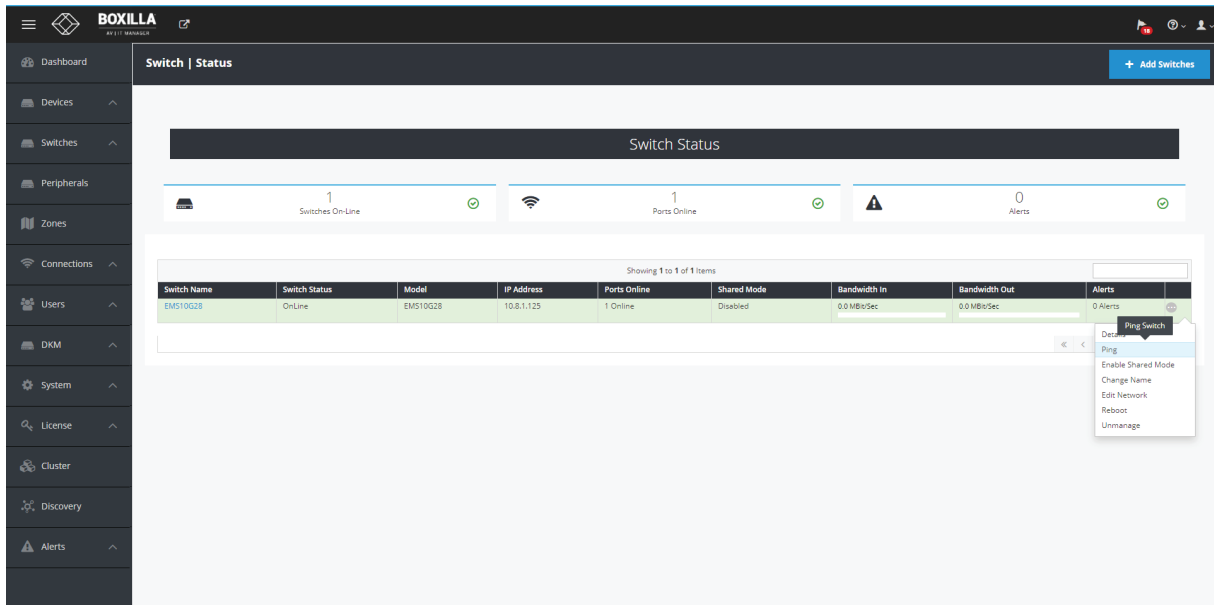 BOXILLA
AV | IT MANAGER
18
Dashboard
Devices
Switches
Peripherals
Zones
Connections
Users
DKM
System
License
Cluster
Discovery
Alerts
Switch | Status
+ Add Switches
Switch Status
1
Switches On-Line
1
Ports Online
0
Alerts
Showing 1 to 1 of 1 Items
Switch Name Switch Status Model IP Address Ports Online Shared Mode Bandwidth In Bandwidth Out Alerts
EMS10G28 OnLine EMS10G28 10.8.1.125 1 Online Disabled 0.0 MBit/Sec 0.0 MBit/Sec 0 Alerts
Ping Switch
Details
Ping
Enable Shared Mode
Change Name
Edit Network
Reboot
Unmanage